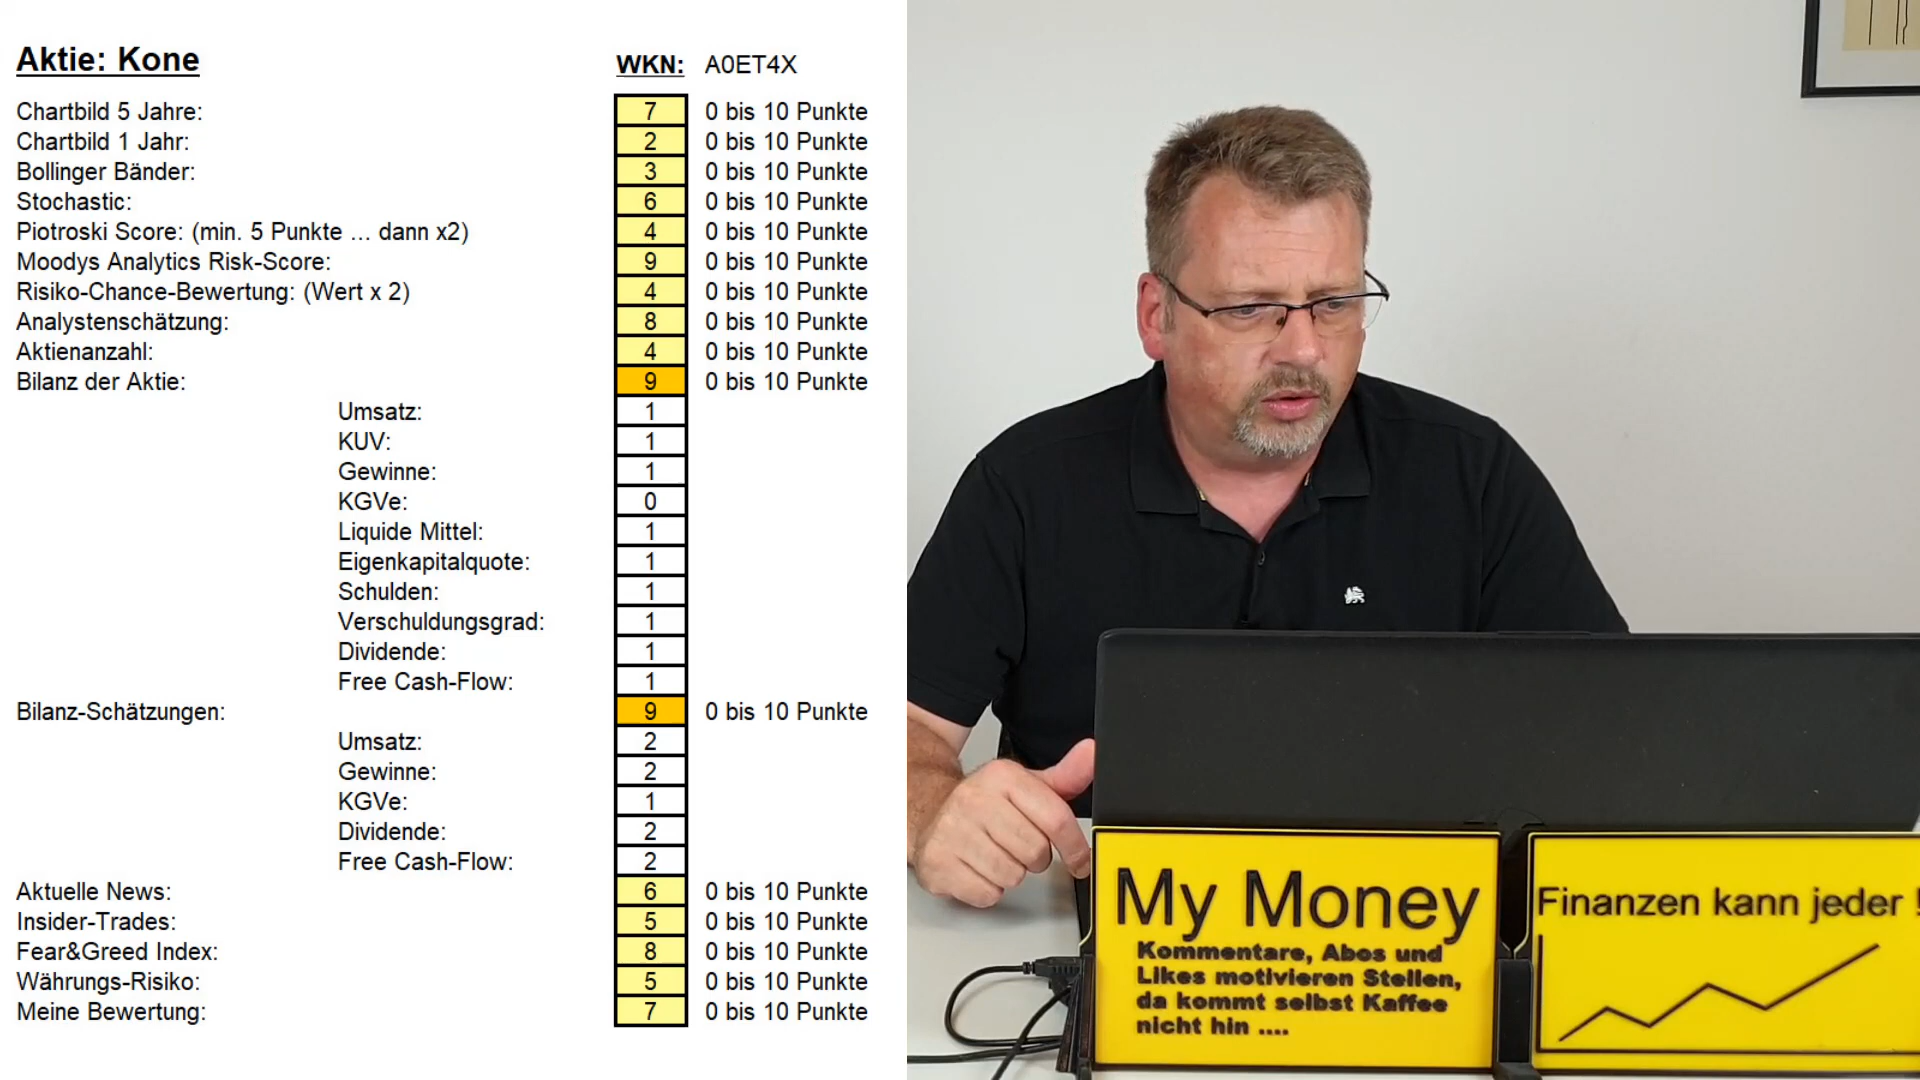 Aktie: Kone WKN: A0ET4X
Chartbild 5 Jahre: 7 0 bis 10 Punkte
Chartbild 1 Jahr: 2 0 bis 10 Punkte
Bollinger Bänder: 3 0 bis 10 Punkte
Stochastic: 6 0 bis 10 Punkte
Piotroski Score: (min. 5 Punkte ... dann x2) 4 0 bis 10 Punkte
Moodys Analytics Risk-Score: 9 0 bis 10 Punkte
Risiko-Chance-Bewertung: (Wert x 2) 4 0 bis 10 Punkte
Analystenschätzung: 8 0 bis 10 Punkte
Aktienanzahl: 4 0 bis 10 Punkte
Bilanz der Aktie: 9 0 bis 10 Punkte
Umsatz: 1
KUV: 1
Gewinne: 1
KGVe: 0
Liquide Mittel: 1
Eigenkapitalquote: 1
Schulden: 1
Verschuldungsgrad: 1
Dividende: 1
Free Cash-Flow: 1
Bilanz-Schätzungen: 9 0 bis 10 Punkte
Umsatz: 2
Gewinne: 2
KGVe: 1
Dividende: 2
Free Cash-Flow: 2
Aktuelle News: 6 0 bis 10 Punkte
Insider-Trades: 5 0 bis 10 Punkte
Fear&Greed Index: 8 0 bis 10 Punkte
Währungs-Risiko: 5 0 bis 10 Punkte
Meine Bewertung: 7 0 bis 10 Punkte
My Money
Kommentare, Abos und
Likes motivieren Stellen,
da kommt selbst Kaffee
nicht hin ....
Finanzen kann jeder !